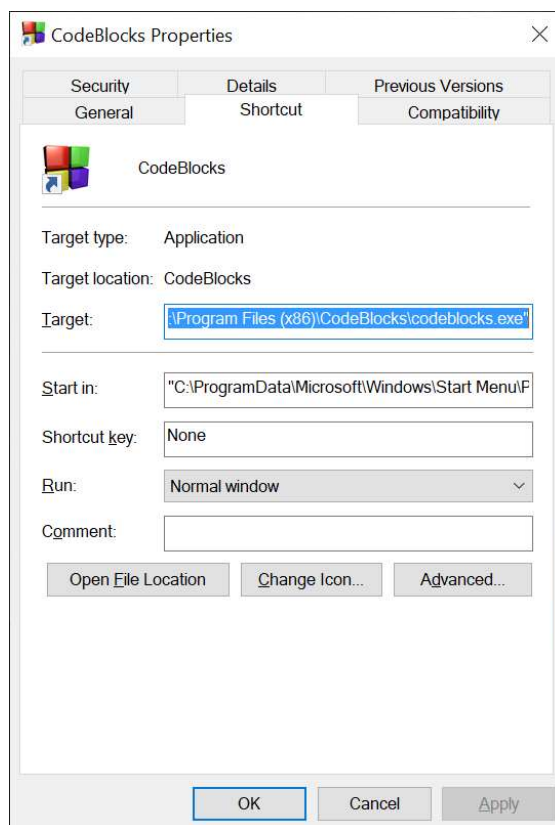 CodeBlocks Properties
Security Details Previous Versions
General Shortcut Compatibility
CodeBlocks
Target type: Application
Target location: CodeBlocks
Target: :\Program Files (x86)\CodeBlocks\codeblocks.exe"
Start in: "C:\ProgramData\Microsoft\Windows\Start Menu\P
Shortcut key: None
Run: Normal window
Comment:
Open File Location Change Icon... Advanced...
OK Cancel Apply